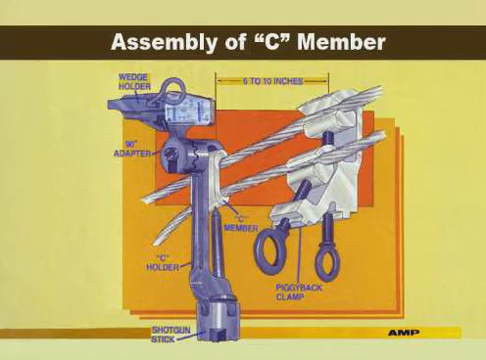 Assembly of “C” Member
WEDGE
HOLDER
6 TO 10 INCHES
90°
ADAPTER
"C"
MEMBER
"C"
HOLDER
PIGGYBACK
CLAMP
SHOTGUN
STICK
AMP